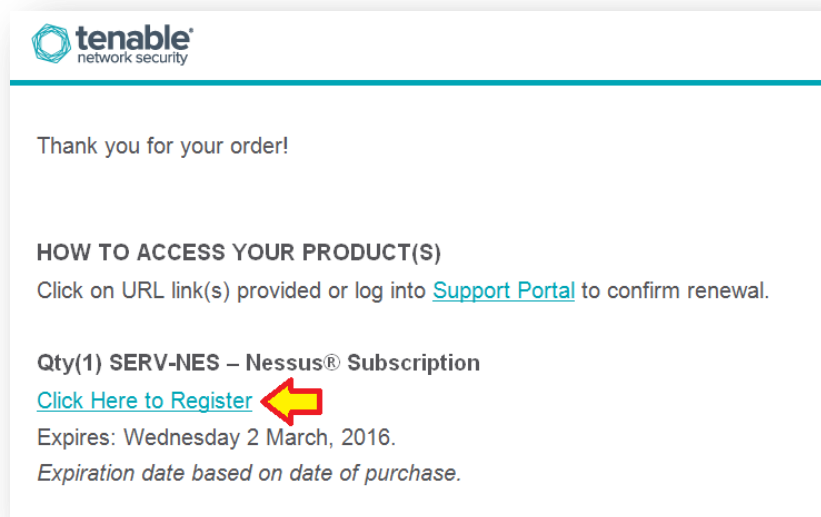 tenable
network security
Thank you for your order!
HOW TO ACCESS YOUR PRODUCT(S)
Click on URL link(s) provided or log into Support Portal to confirm renewal.
Qty(1) SERV-NES – Nessus® Subscription
Click Here to Register
Expires: Wednesday 2 March, 2016.
Expiration date based on date of purchase.